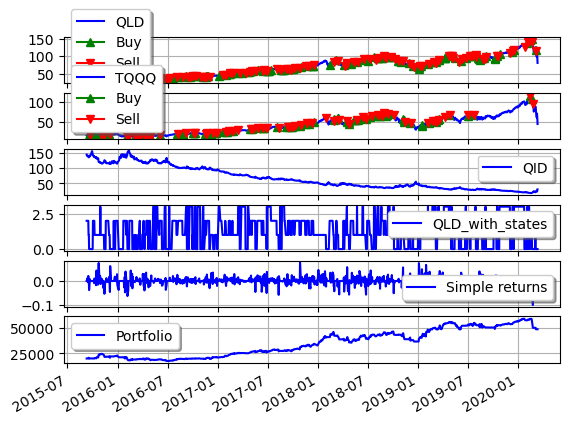 QLD
Buy
Sell
150
100
50
TQQQ
Buy
Sell
100
50
QID
150
100
50
QLD_with_states
2.5
0.0
Simple returns
0.0
−0.1
Portfolio
50000
25000
2015-07
2016-01
2016-07
2017-01
2017-07
2018-01
2018-07
2019-01
2019-07
2020-01